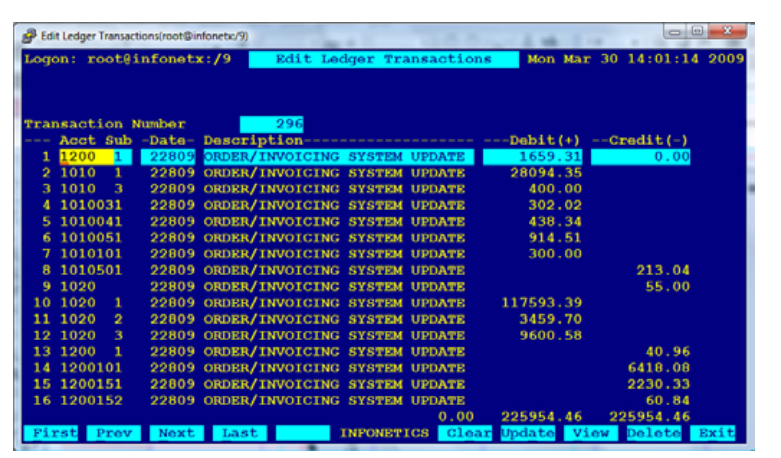 Edit Ledger Transactions(root@infonetx/9)
Logon: root@infonetx:/9 Edit Ledger Transactions Mon Mar 30 14:01:14 2009
Transaction Number 296
--- Acct Sub -Date- Description-------------------- ---Debit(+) --Credit(-)
1 1200 1 22809 ORDER/INVOICING SYSTEM UPDATE 1659.31 0.00
2 1010 1 22809 ORDER/INVOICING SYSTEM UPDATE 28094.35
3 1010 3 22809 ORDER/INVOICING SYSTEM UPDATE 400.00
4 1010031 22809 ORDER/INVOICING SYSTEM UPDATE 302.02
5 1010041 22809 ORDER/INVOICING SYSTEM UPDATE 438.34
6 1010051 22809 ORDER/INVOICING SYSTEM UPDATE 914.51
7 1010101 22809 ORDER/INVOICING SYSTEM UPDATE 300.00
8 1010501 22809 ORDER/INVOICING SYSTEM UPDATE 213.04
9 1020 22809 ORDER/INVOICING SYSTEM UPDATE 55.00
10 1020 1 22809 ORDER/INVOICING SYSTEM UPDATE 117593.39
11 1020 2 22809 ORDER/INVOICING SYSTEM UPDATE 3459.70
12 1020 3 22809 ORDER/INVOICING SYSTEM UPDATE 9600.58
13 1200 1 22809 ORDER/INVOICING SYSTEM UPDATE 40.96
14 1200101 22809 ORDER/INVOICING SYSTEM UPDATE 6418.08
15 1200151 22809 ORDER/INVOICING SYSTEM UPDATE 2230.33
16 1200152 22809 ORDER/INVOICING SYSTEM UPDATE 60.84
0.00 225954.46 225954.46
First Prev Next Last INFONETICS Clear Update View Delete Exit